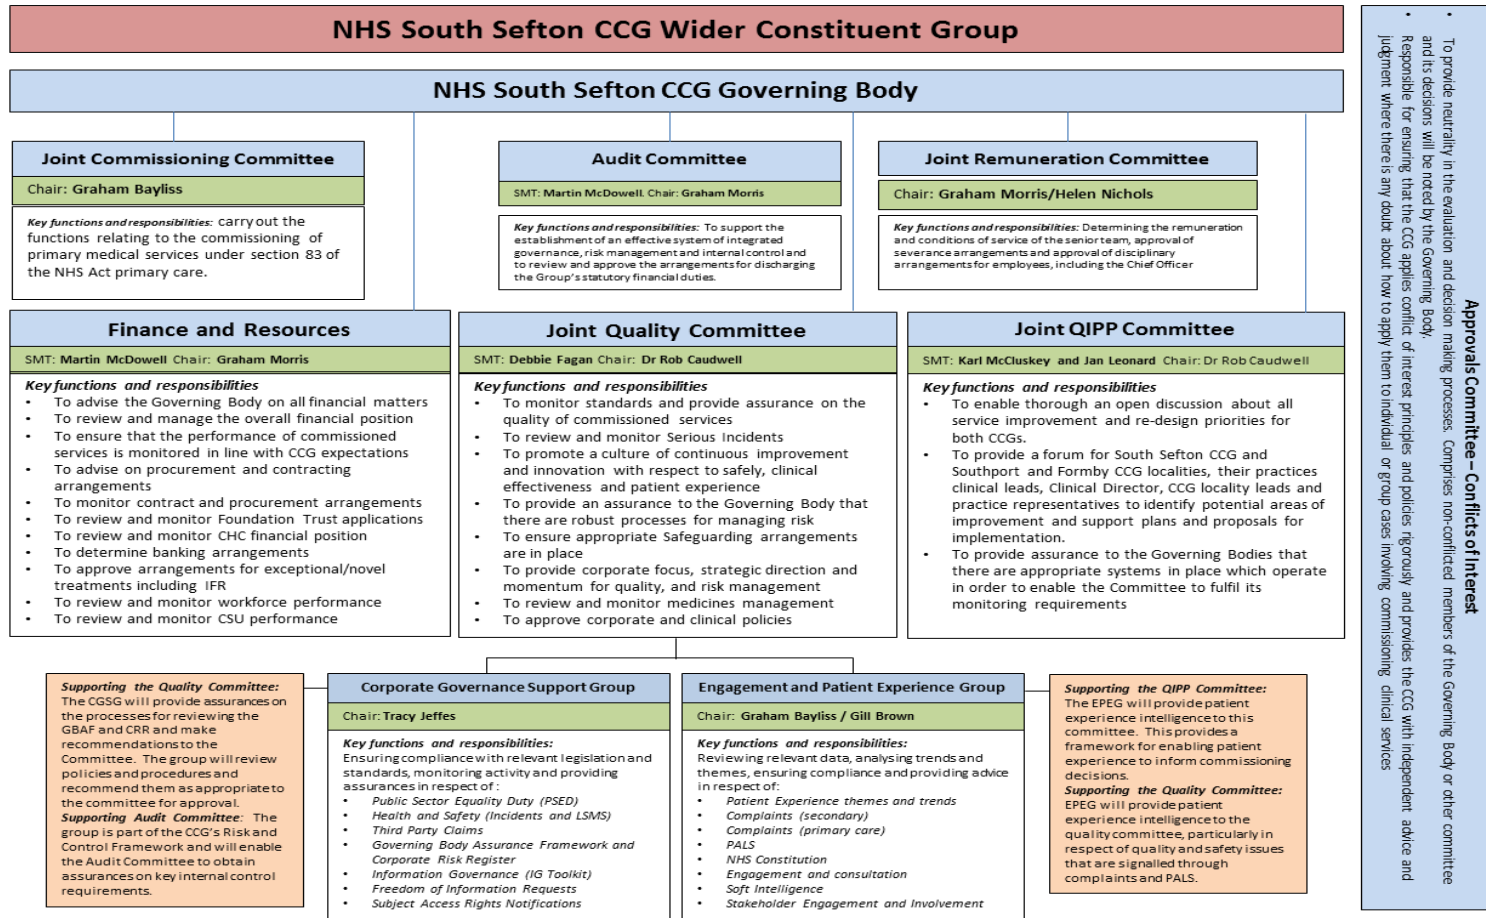 NHS South Sefton CCG Wider Constituent Group
NHS South Sefton CCG Governing Body
Joint Commissioning Committee
Chair: Graham Bayliss
Key functions and responsibilities: carry out the
functions relating to the commissioning of
primary medical services under section 83 of
the NHS Act primary care.
Audit Committee
SMT: Martin McDowell. Chair: Graham Morris
Key functions and responsibilities: To support the
establishment of an effective system of integrated
governance, risk management and internal control and
to review and approve the arrangements for discharging
the Group's statutory financial duties.
Joint Remuneration Committee
Chair: Graham Morris/Helen Nichols
Key functions and responsibilities: Determining the remuneration
and conditions of service of the senior team, approval of
severance arrangements and approval of disciplinary
arrangements for employees, including the Chief Officer
Finance and Resources
SMT: Martin McDowell Chair: Graham Morris
Key functions and responsibilities
• To advise the Governing Body on all financial matters
• To review and manage the overall financial position
• To ensure that the performance of commissioned
services is monitored in line with CCG expectations
• To advise on procurement and contracting
arrangements
• To monitor contract and procurement arrangements
• To review and monitor Foundation Trust applications
• To review and monitor CHC financial position
• To determine banking arrangements
• To approve arrangements for exceptional/novel
treatments including IFR
• To review and monitor workforce performance
• To review and monitor CSU performance
Joint Quality Committee
SMT: Debbie Fagan Chair: Dr Rob Caudwell
Key functions and responsibilities
• To monitor standards and provide assurance on the
quality of commissioned services
• To review and monitor Serious Incidents
• To promote a culture of continuous improvement
and innovation with respect to safely, clinical
effectiveness and patient experience
• To provide an assurance to the Governing Body that
there are robust processes for managing risk
• To ensure appropriate Safeguarding arrangements
are in place
• To provide corporate focus, strategic direction and
momentum for quality, and risk management
• To review and monitor medicines management
• To approve corporate and clinical policies
Joint QIPP Committee
SMT: Karl McCluskey and Jan Leonard Chair: Dr Rob Caudwell
Key functions and responsibilities
• To enable thorough an open discussion about all
service improvement and re-design priorities for
both CCGs.
• To provide a forum for South Sefton CCG and
Southport and Formby CCG localities, their practices
clinical leads, Clinical Director, CCG locality leads and
practice representatives to identify potential areas of
improvement and support plans and proposals for
implementation.
• To provide assurance to the Governing Bodies that
there are appropriate systems in place which operate
in order to enable the Committee to fulfil its
monitoring requirements
Supporting the Quality Committee:
The CGSG will provide assurances on
the processes for reviewing the
GBAF and CRR and make
recommendations to the
Committee. The group will review
policies and procedures and
recommend them as appropriate to
the committee for approval.
Supporting Audit Committee: The
group is part of the CCG's Risk and
Control Framework and will enable
the Audit Committee to obtain
assurances on key internal control
requirements.
Corporate Governance Support Group
Chair: Tracy Jeffes
Key functions and responsibilities:
Ensuring compliance with relevant legislation and
standards, monitoring activity and providing
assurances in respect of :
• Public Sector Equality Duty (PSED)
• Health and Safety (Incidents and LSMS)
• Third Party Claims
• Governing Body Assurance Framework and
Corporate Risk Register
• Information Governance (IG Toolkit)
• Freedom of Information Requests
• Subject Access Rights Notifications
Engagement and Patient Experience Group
Chair: Graham Bayliss / Gill Brown
Key functions and responsibilities:
Reviewing relevant data, analysing trends and
themes, ensuring compliance and providing advice
in respect of:
• Patient Experience themes and trends
• Complaints (secondary)
• Complaints (primary care)
• PALS
• NHS Constitution
• Engagement and consultation
• Soft Intelligence
• Stakeholder Engagement and Involvement
Supporting the QIPP Committee:
The EPEG will provide patient
experience intelligence to this
committee. This provides a
framework for enabling patient
experience to inform commissioning
decisions.
Supporting the Quality Committee:
EPEG will provide patient
experience intelligence to the
quality committee, particularly in
respect of quality and safety issues
that are signalled through
complaints and PALS.
Approvals Committee – Conflicts of Interest
• To provide neutrality in the evaluation and decision making processes. Comprises non-conflicted members of the Governing Body or other committee
and its decisions will be noted by the Governing Body.
• Responsible for ensuring that the CCG applies conflict of interest principles and policies rigorously and provides the CCG with independent advice and
judgment where there is any doubt about how to apply them to individual or group cases involving commissioning clinical services